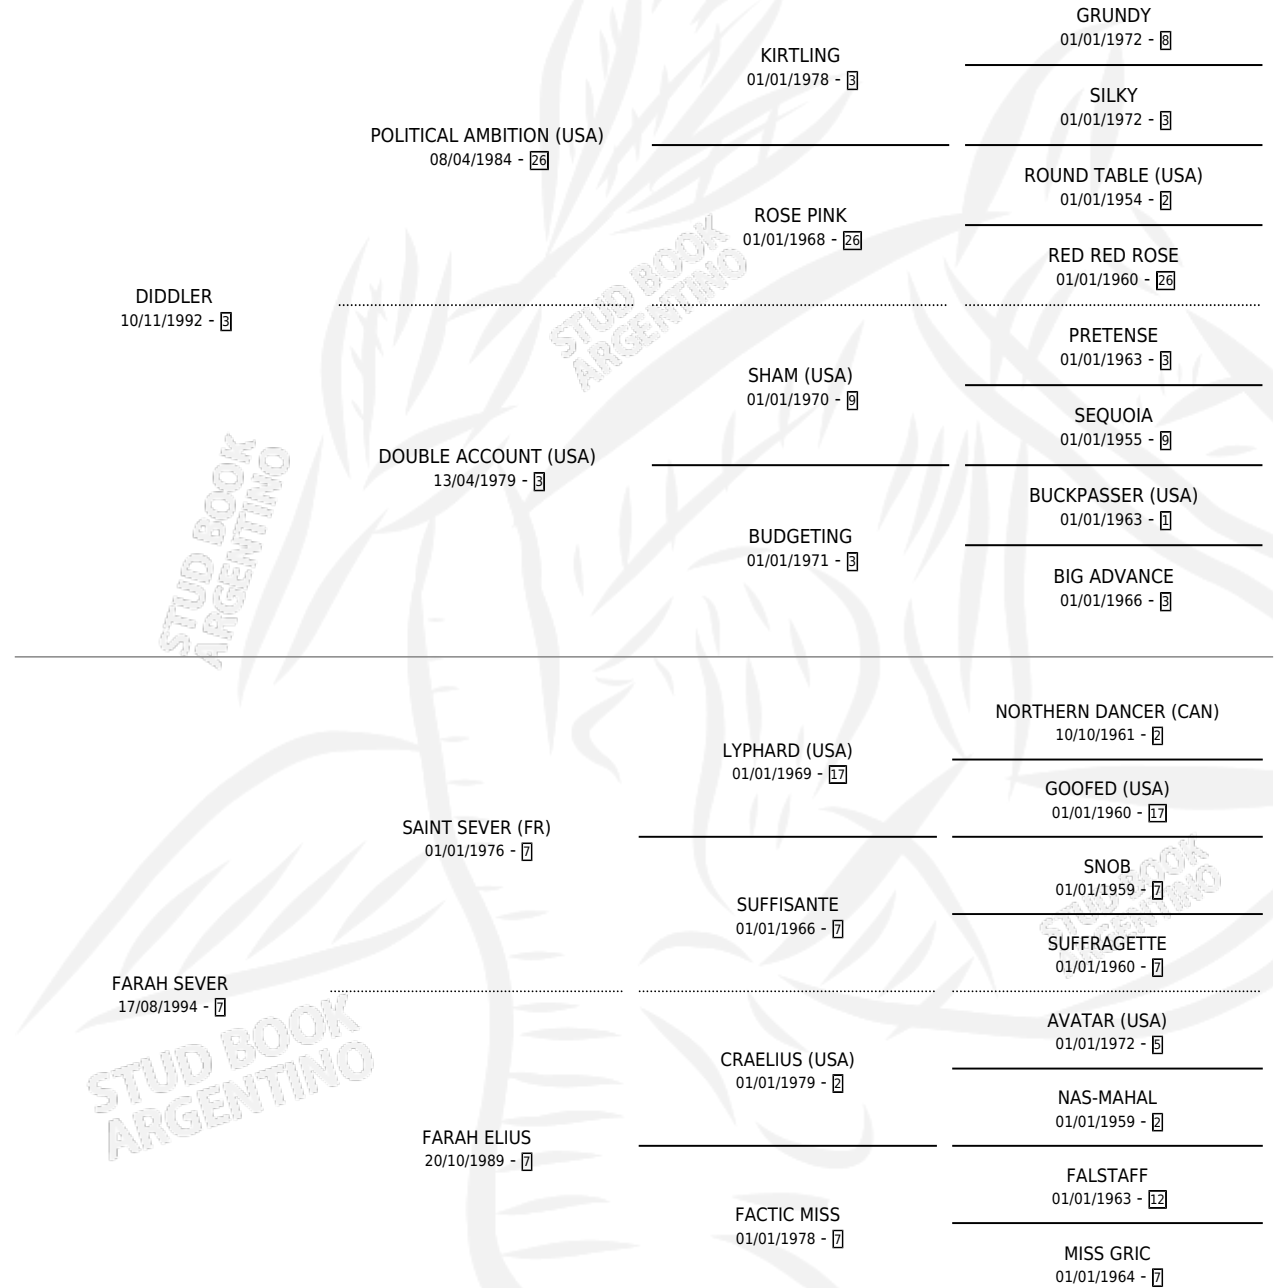 GRUNDY
01/01/1972 - 8
KIRTLING
01/01/1978 - 3
SILKY
01/01/1972 - 3
POLITICAL AMBITION (USA)
08/04/1984 - 26
ROUND TABLE (USA)
01/01/1954 - 2
ROSE PINK
01/01/1968 - 26
RED RED ROSE
01/01/1960 - 26
DIDDLER
10/11/1992 - 3
PRETENSE
01/01/1963 - 3
SHAM (USA)
01/01/1970 - 9
SEQUOIA
01/01/1955 - 9
DOUBLE ACCOUNT (USA)
13/04/1979 - 3
BUCKPASSER (USA)
01/01/1963 - 1
BUDGETING
01/01/1971 - 3
BIG ADVANCE
01/01/1966 - 3
STUD BOOK
ARGENTINO
STUD BOOK
ARGENTINO
NORTHERN DANCER (CAN)
10/10/1961 - 2
LYPHARD (USA)
01/01/1969 - 17
GOOFED (USA)
01/01/1960 - 17
SAINT SEVER (FR)
01/01/1976 - 7
SNOB
01/01/1959 - 7
SUFFISANTE
01/01/1966 - 7
SUFFRAGETTE
01/01/1960 - 7
STUD BOOK
ARGENTINO
FARAH SEVER
17/08/1994 - 7
AVATAR (USA)
01/01/1972 - 5
CRAELIUS (USA)
01/01/1979 - 2
NAS-MAHAL
01/01/1959 - 2
STUD BOOK
ARGENTINO
FARAH ELIUS
20/10/1989 - 7
FALSTAFF
01/01/1963 - 12
FACTIC MISS
01/01/1978 - 7
MISS GRIC
01/01/1964 - 7